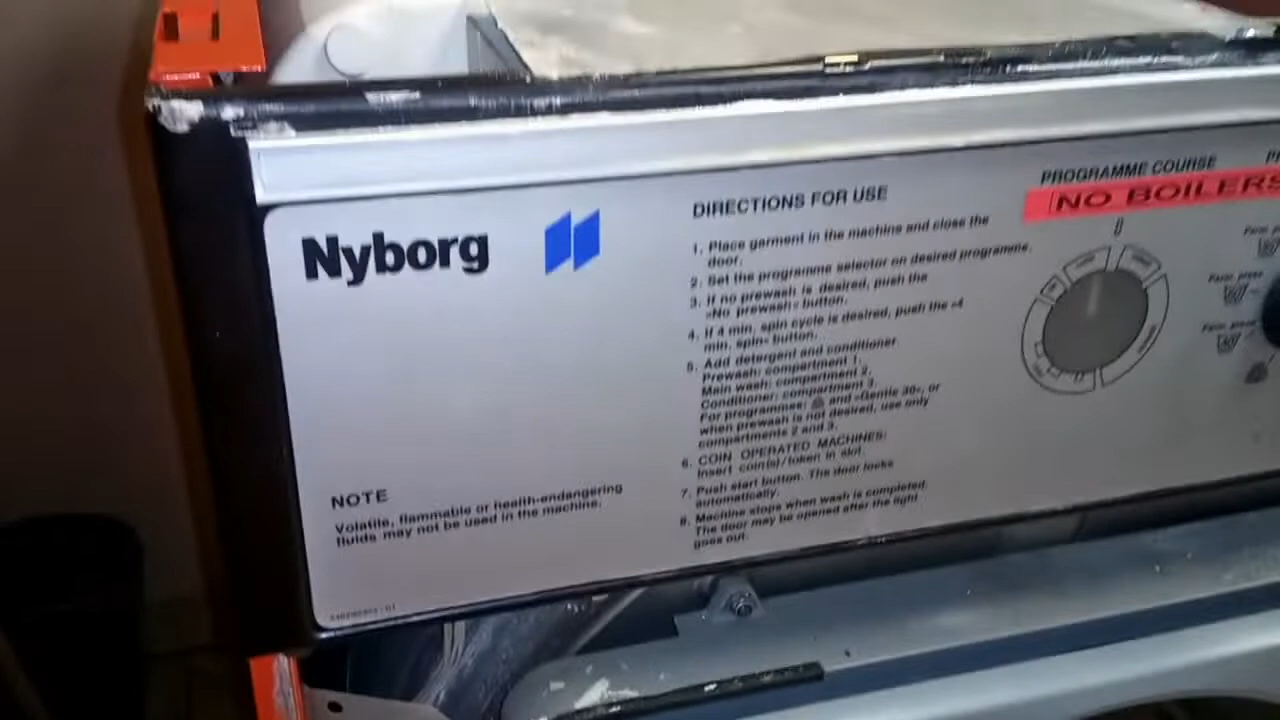 Nyborg
DIRECTIONS FOR USE
1. Place garment in the machine and close the
door.
2. Set the programme selector on desired programme.
3. If no prewash is desired, push the
»No prewash« button.
4. If 4 min. spin cycle is desired, push the »4
min. spin« button.
5. Add detergent and conditioner
Prewash: compartment 1.
Main wash: compartment 2.
Conditioner: compartment 3.
For programmes: and »Gentle 30«, or
when prewash is not desired, use only
compartments 2 and 3.
6. COIN OPERATED MACHINES:
Insert coin(s)/token in slot.
7. Push start button. The door locks
automatically.
8. Machine stops when wash is completed.
The door may be opened after the light
goes out.
NOTE
Volatile, flammable or health-endangering
fluids may not be used in the machine.
PROGRAMME COURSE
NO BOILERS
Perm. press
Perm. press